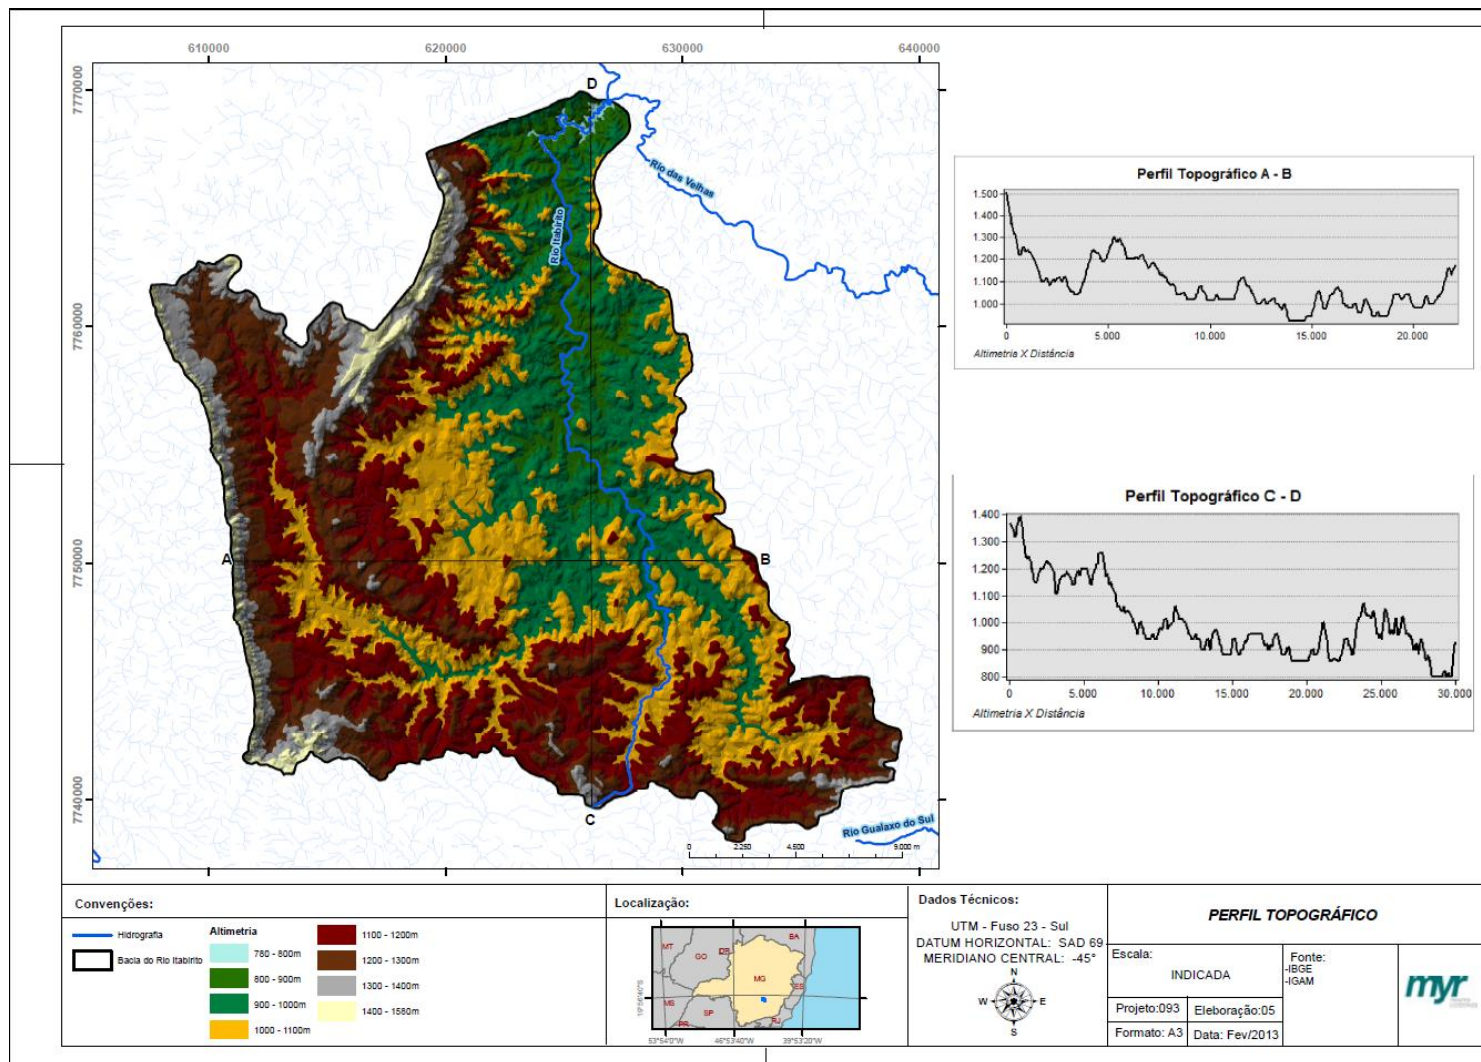 610000
620000
630000
640000
7770000
7760000
7750000
7740000
D
Rio das Velhas
Rio Itabirito
A
B
C
Rio Gualaxo do Sul
0
2.250
4.500
9.000 m
Perfil Topográfico A - B
1.500
1.400
1.300
1.200
1.100
1.000
0
5.000
10.000
15.000
20.000
Altimetria X Distância
Perfil Topográfico C - D
1.400
1.300
1.200
1.100
1.000
900
800
0
5.000
10.000
15.000
20.000
25.000
30.000
Altimetria X Distância
Convenções:
Hidrografia
Bacia do Rio Itabirito
Altimetria
780 - 800m
800 - 900m
900 - 1000m
1000 - 1100m
1100 - 1200m
1200 - 1300m
1300 - 1400m
1400 - 1580m
Localização:
MT
GO
DF
BA
MG
ES
MS
SP
RJ
PR
19°56'40"S
53°54'0"W
46°53'40"W
39°53'20"W
Dados Técnicos:
UTM - Fuso 23 - Sul
DATUM HORIZONTAL: SAD 69
MERIDIANO CENTRAL: -45°
N
W
E
S
PERFIL TOPOGRÁFICO
Escala:
INDICADA
Fonte:
-IBGE
-IGAM
Projeto:093
Elaboração:05
Formato: A3
Data: Fev/2013
myr